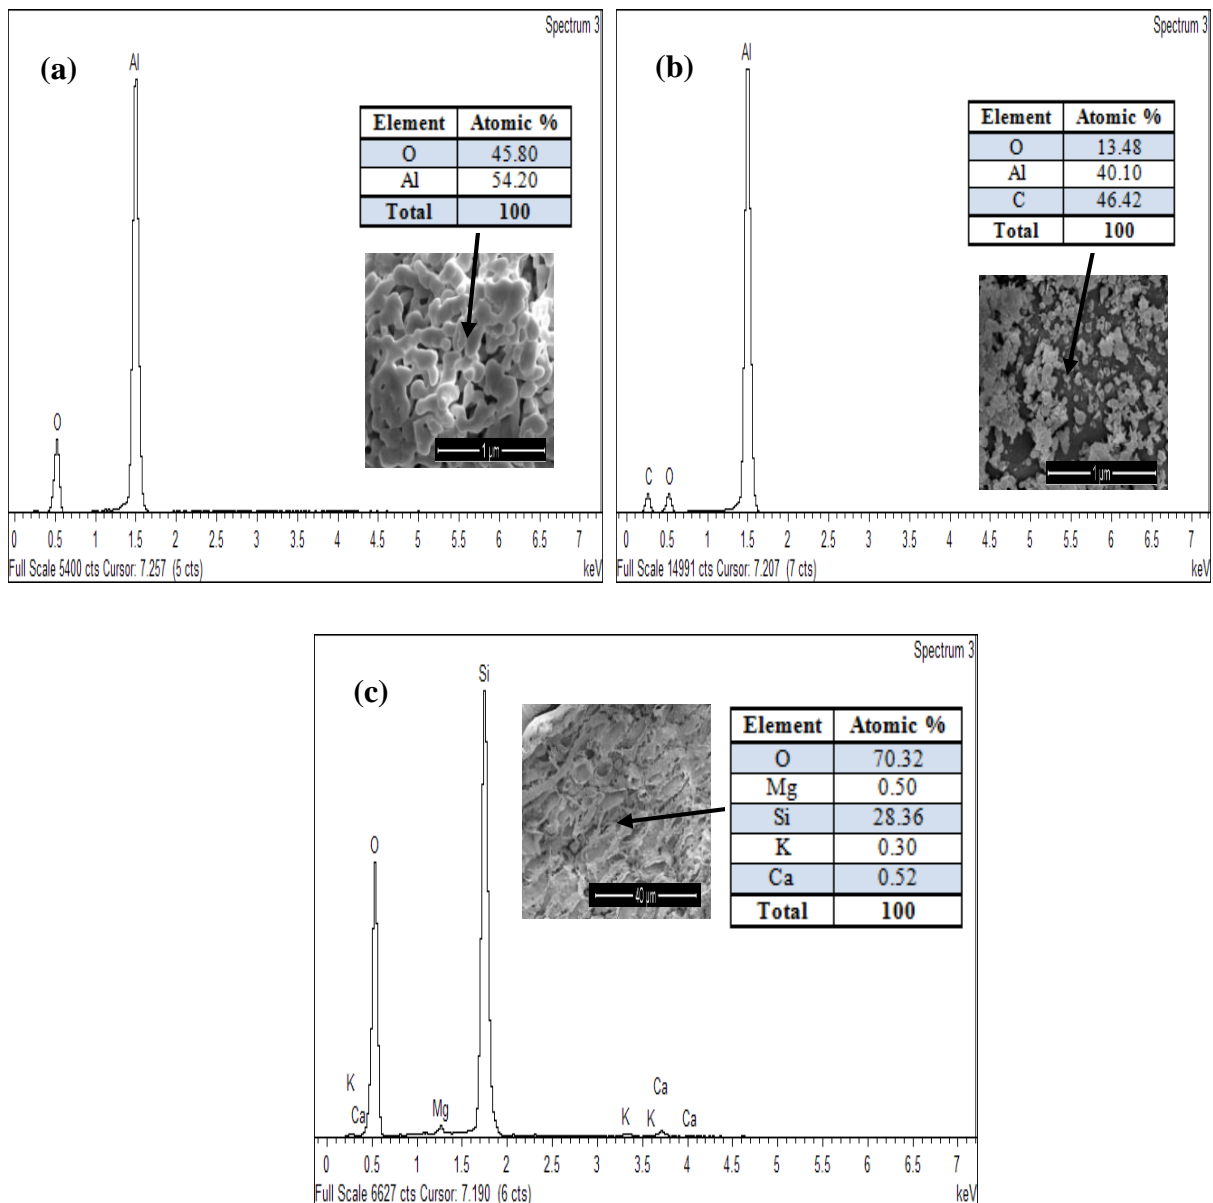 Spectrum 3
(a)
Al
Element Atomic %
O 45.80
Al 54.20
Total 100
1 µm
O
0 0.5 1 1.5 2 2.5 3 3.5 4 4.5 5 5.5 6 6.5 7
Full Scale 5400 cts Cursor: 7.257 (5 cts) keV
Spectrum 3
(b)
Al
Element Atomic %
O 13.48
Al 40.10
C 46.42
Total 100
1 µm
C O
0 0.5 1 1.5 2 2.5 3 3.5 4 4.5 5 5.5 6 6.5 7
Full Scale 14991 cts Cursor: 7.207 (7 cts) keV
Spectrum 3
Si
(c)
Element Atomic %
O 70.32
Mg 0.50
Si 28.36
K 0.30
Ca 0.52
Total 100
40 µm
O
K Ca
Ca Mg K K Ca
0 0.5 1 1.5 2 2.5 3 3.5 4 4.5 5 5.5 6 6.5 7
Full Scale 6627 cts Cursor: 7.190 (6 cts) keV